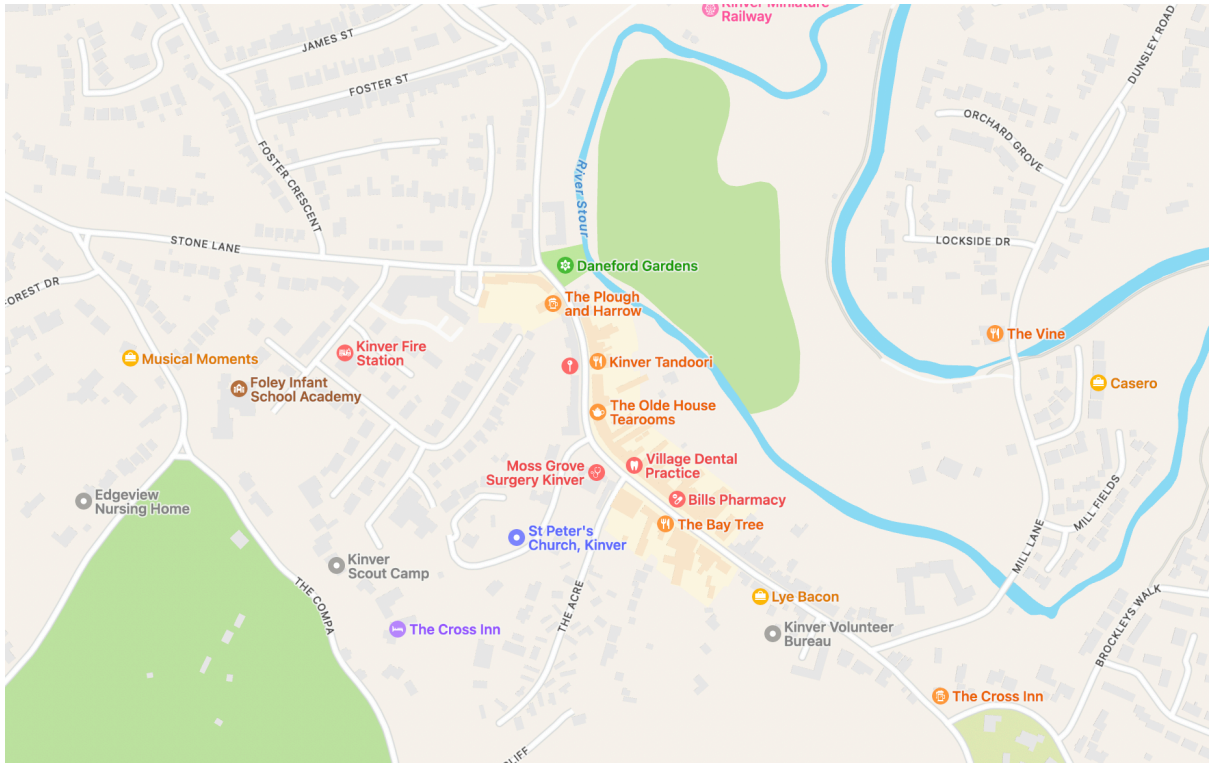 Kinver Miniature
Railway
JAMES ST
FOSTER ST
DUNSLEY ROAD
ORCHARD GROVE
FOSTER CRESCENT
River Stour
STONE LANE
LOCKSIDE DR
Daneford Gardens
FOREST DR
The Plough
and Harrow
The Vine
Kinver Fire
Station
Musical Moments
Kinver Tandoori
Foley Infant
School Academy
Casero
The Olde House
Tearooms
Village Dental
Practice
Moss Grove
Surgery Kinver
Edgeview
Nursing Home
Bills Pharmacy
MILL FIELDS
The Bay Tree
St Peter's
Church, Kinver
MILL LANE
Kinver
Scout Camp
THE COMPA
THE ACRE
Lye Bacon
BROCKLEYS WALK
The Cross Inn
Kinver Volunteer
Bureau
The Cross Inn